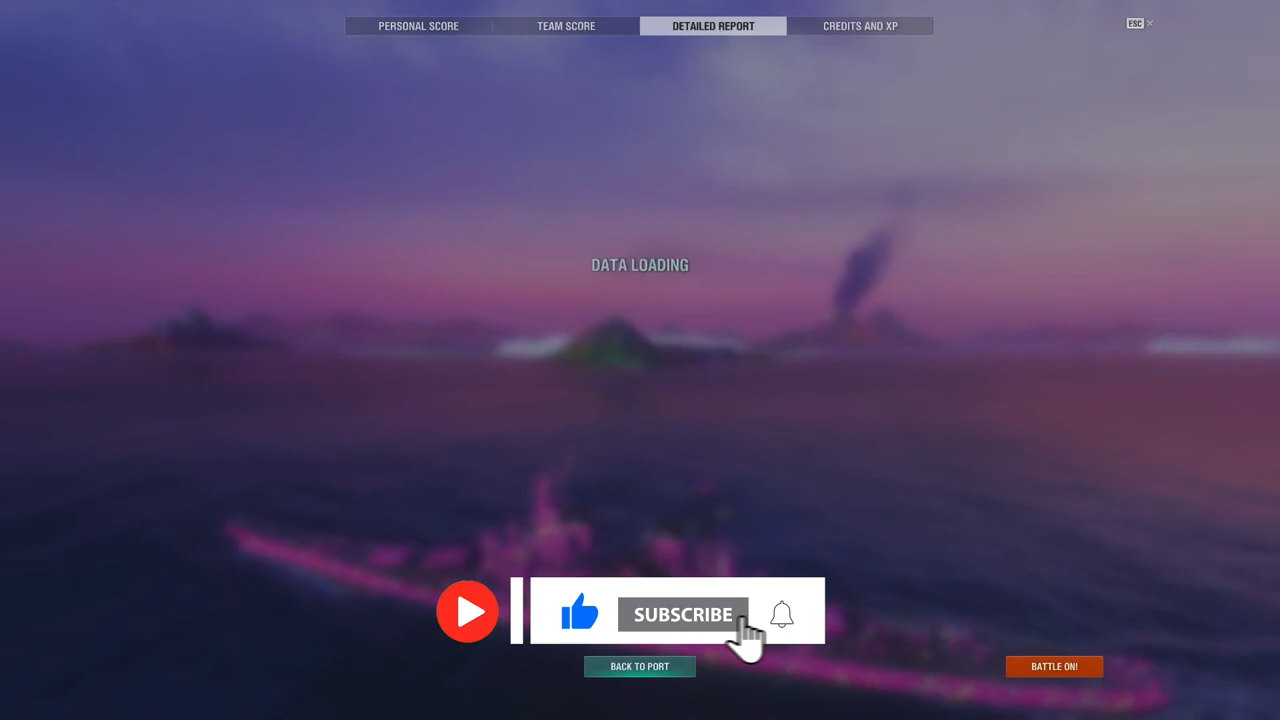 PERSONAL SCORE
TEAM SCORE
DETAILED REPORT
CREDITS AND XP
ESC
DATA LOADING
SUBSCRIBE
BACK TO PORT
BATTLE ON!